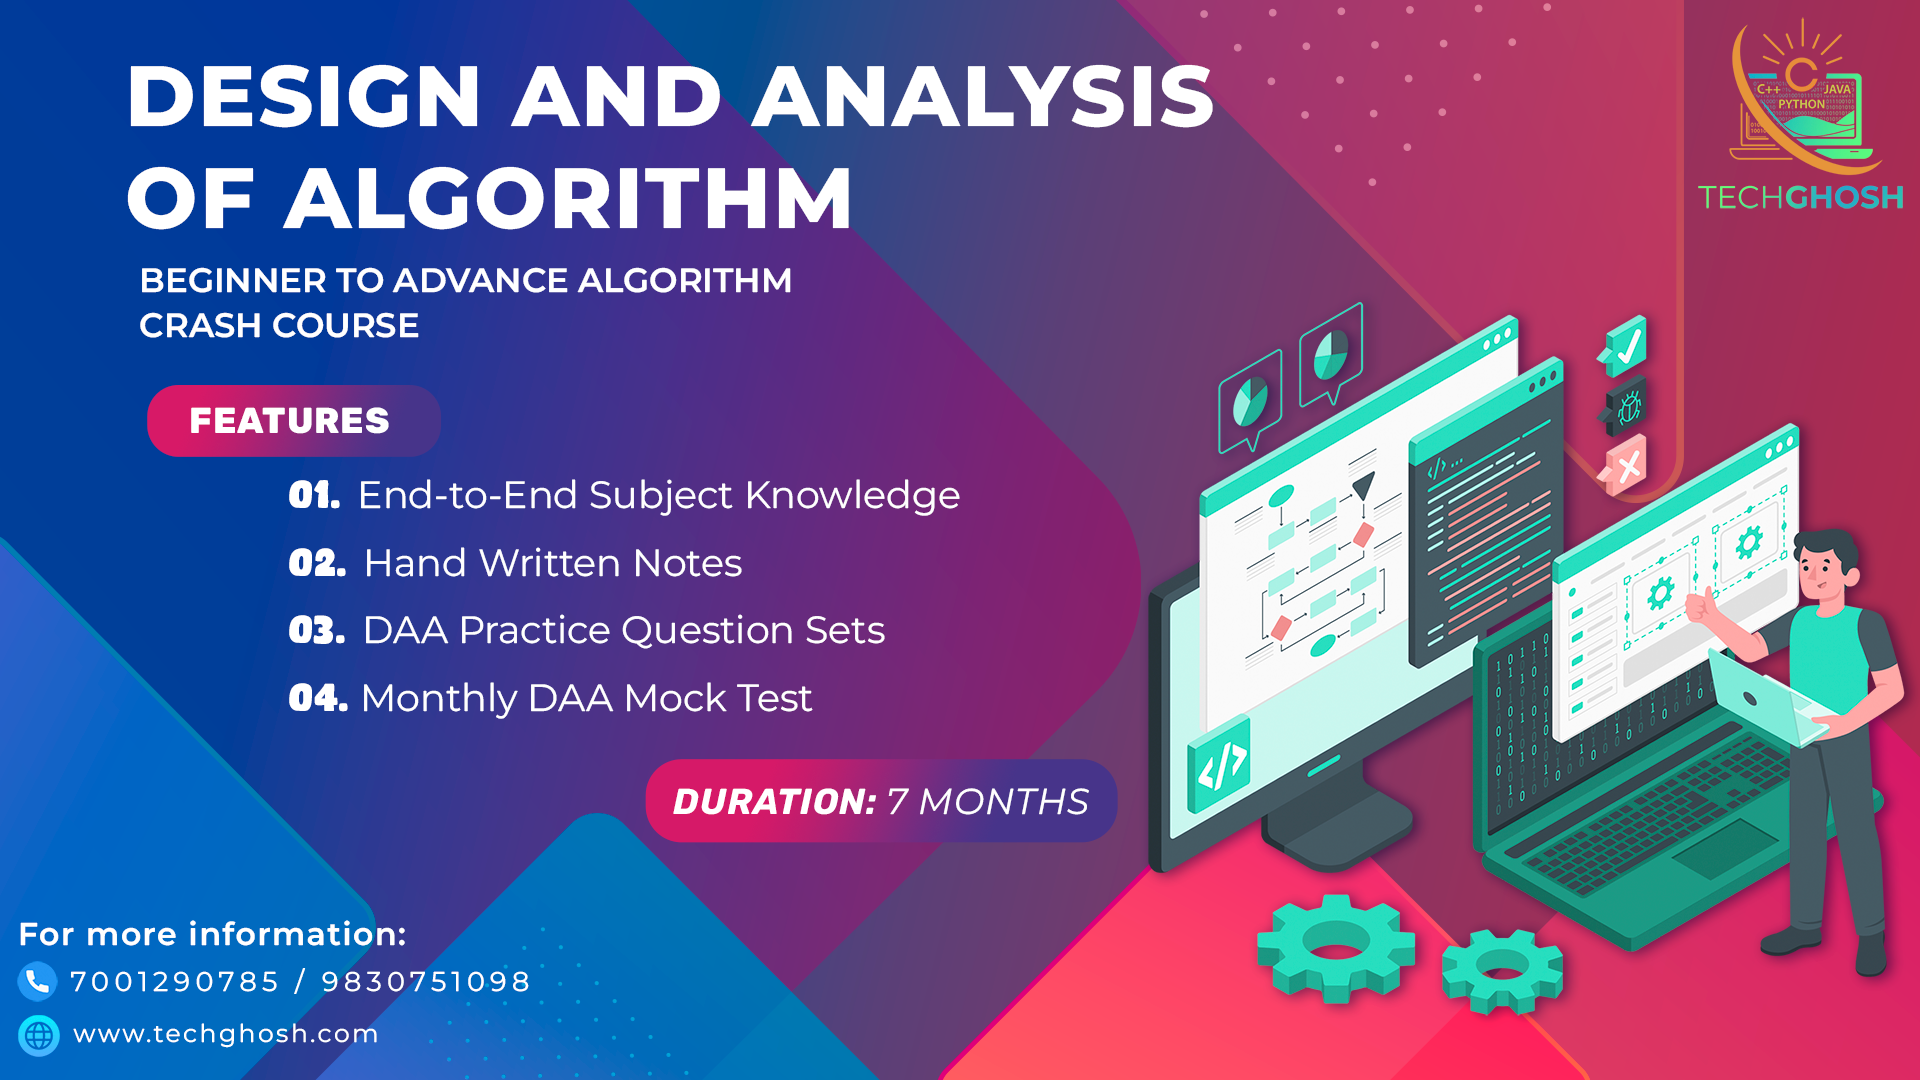 DESIGN AND ANALYSIS
OF ALGORITHM
BEGINNER TO ADVANCE ALGORITHM
CRASH COURSE
FEATURES
01. End-to-End Subject Knowledge
02. Hand Written Notes
03. DAA Practice Question Sets
04. Monthly DAA Mock Test
DURATION: 7 MONTHS
For more information:
7001290785 / 9830751098
www.techghosh.com
C
C++ JAVA
PYTHON
TECHGHOSH
</>
</> ...